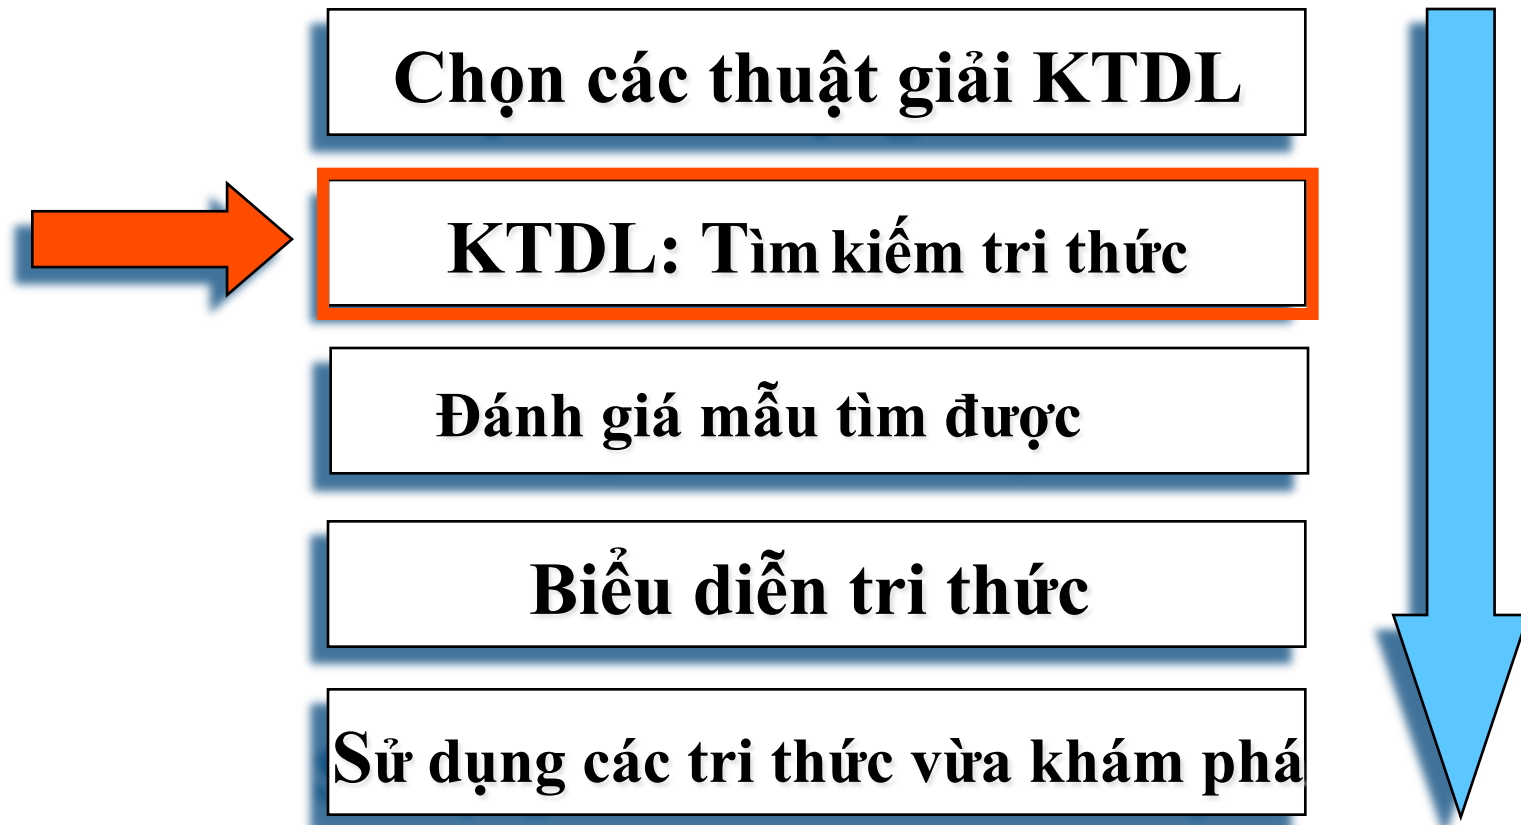 Chọn các thuật giải KTDL
KTDL: Tìm kiếm tri thức
Đánh giá mẫu tìm được
Biểu diễn tri thức
Sử dụng các tri thức vừa khám phá